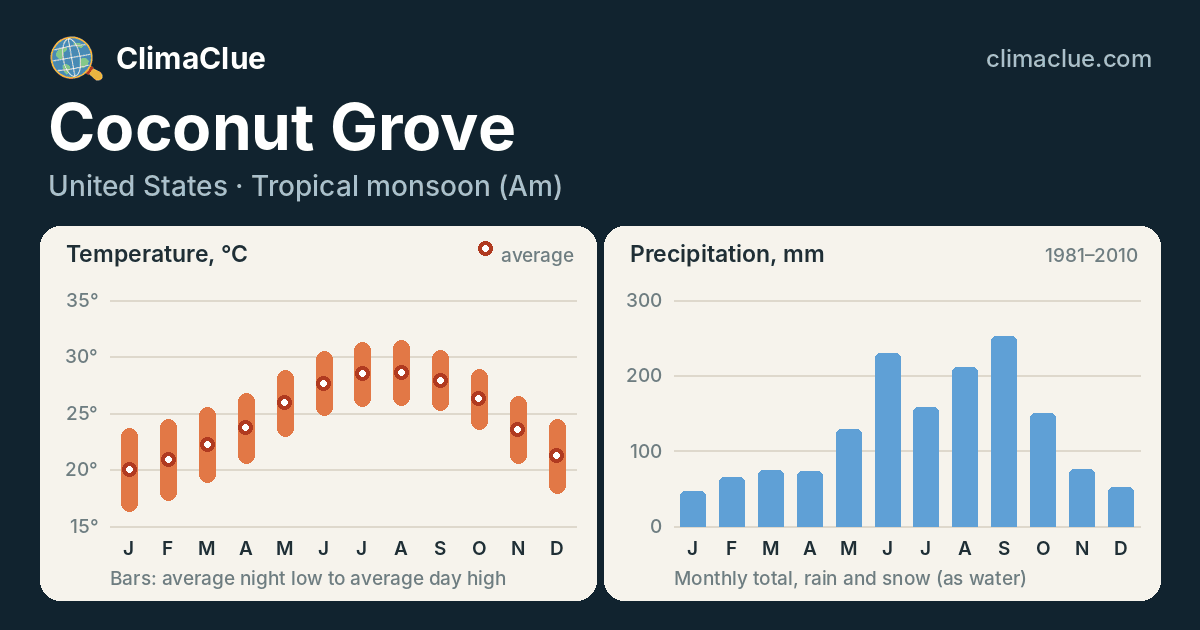 ClimaClue
climaclue.com
Coconut Grove
United States · Tropical monsoon (Am)
Temperature, °C
average
35°
30°
25°
20°
15°
J F M A M J J A S O N D
Bars: average night low to average day high
Precipitation, mm
1981–2010
300
200
100
0
J F M A M J J A S O N D
Monthly total, rain and snow (as water)